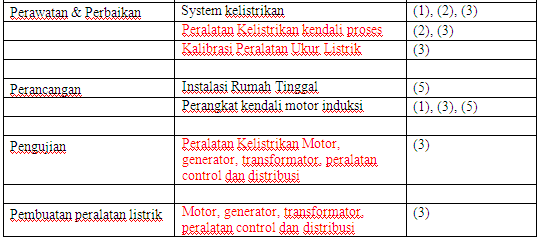 Perawatan & Perbaikan System kelistrikan (1), (2), (3)
Peralatan Kelistrikan kendali proses (2), (3)
Kalibrasi Peralatan Ukur Listrik (3)
Perancangan Instalasi Rumah Tinggal (5)
Perangkat kendali motor induksi (1), (3), (5)
Pengujian Peralatan Kelistrikan Motor, (3)
generator, transformator, peralatan
control dan distribusi
Pembuatan peralatan listrik Motor, generator, transformator, (3)
peralatan control dan distribusi